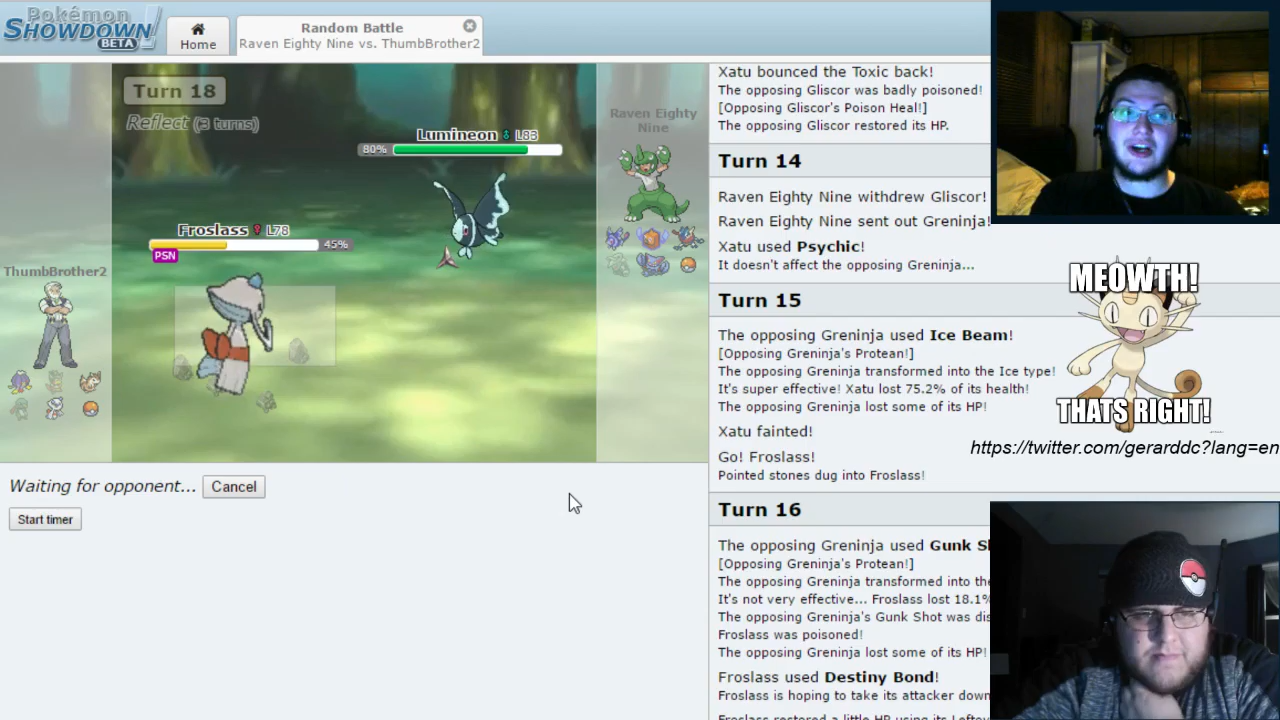 Pokémon
SHOWDOWN!
BETA
Home
Random Battle
Raven Eighty Nine vs. ThumbBrother2
Turn 18
Reflect (3 turns)
Lumineon ♂ L83
80%
Froslass ♀ L78
45%
PSN
ThumbBrother2
Raven Eighty
Nine
Waiting for opponent... Cancel
Start timer
Xatu bounced the Toxic back!
The opposing Gliscor was badly poisoned!
[Opposing Gliscor's Poison Heal!]
The opposing Gliscor restored its HP.
Turn 14
Raven Eighty Nine withdrew Gliscor!
Raven Eighty Nine sent out Greninja!
Xatu used Psychic!
It doesn't affect the opposing Greninja...
Turn 15
The opposing Greninja used Ice Beam!
[Opposing Greninja's Protean!]
The opposing Greninja transformed into the Ice type!
It's super effective! Xatu lost 75.2% of its health!
The opposing Greninja lost some of its HP!
Xatu fainted!
Go! Froslass!
Pointed stones dug into Froslass!
Turn 16
The opposing Greninja used Gunk S
[Opposing Greninja's Protean!]
The opposing Greninja transformed into the
It's not very effective... Froslass lost 18.1%
The opposing Greninja's Gunk Shot was dis
Froslass was poisoned!
The opposing Greninja lost some of its HP!
Froslass used Destiny Bond!
Froslass is hoping to take its attacker down
Froslass restored a little HP using its Leftov
MEOWTH!
THATS RIGHT!
https://twitter.com/gerarddc?lang=en